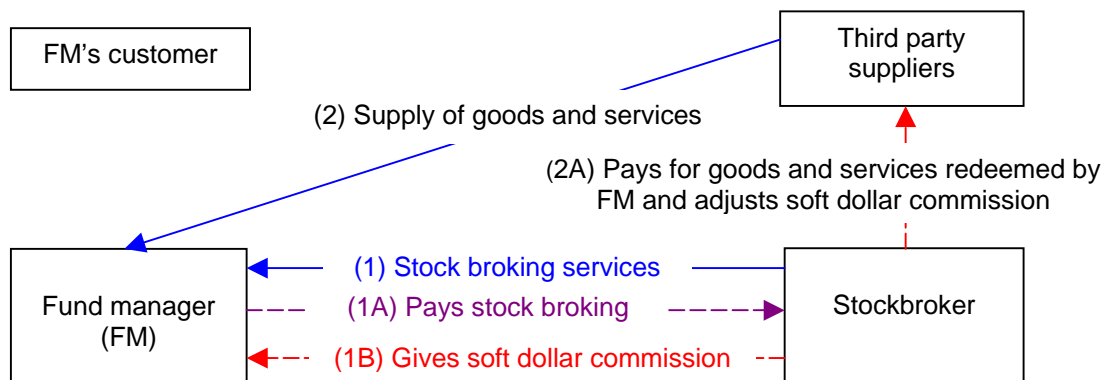 FM’s customer
Third party
suppliers
(2) Supply of goods and services
(2A) Pays for goods and services redeemed by
FM and adjusts soft dollar commission
Fund manager
(FM)
(1) Stock broking services
(1A) Pays stock broking
(1B) Gives soft dollar commission
Stockbroker